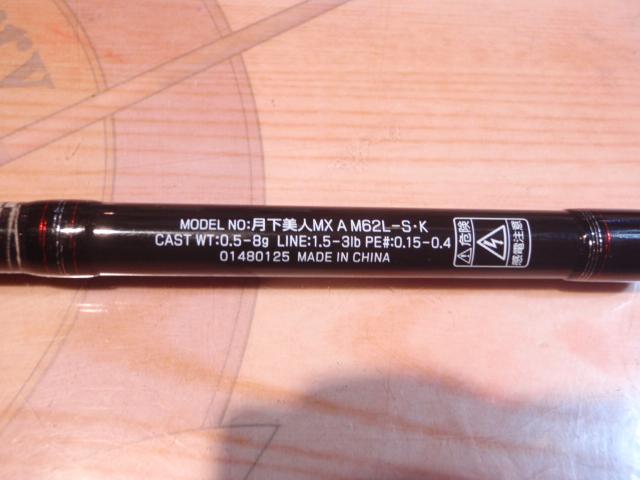 MODEL NO:月下美人MX A M62L-S・K
CAST WT:0.5-8g LINE:1.5-3lb PE#:0.15-0.4
01480125 MADE IN CHINA
危険
感電注意